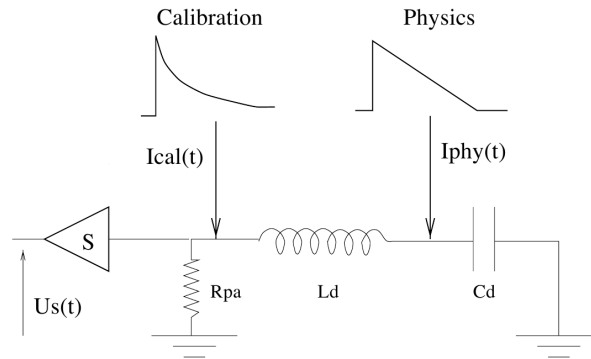 Calibration
Physics
Ical(t)
Iphy(t)
S
Rpa
Ld
Cd
Us(t)